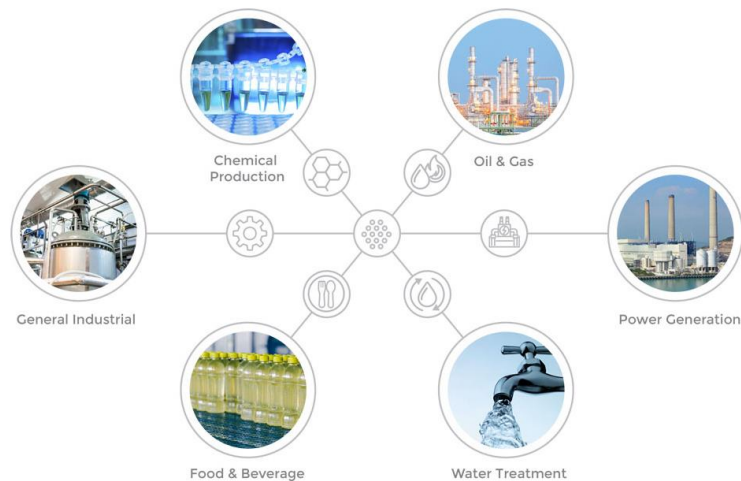 Chemical
Production
Oil & Gas
General Industrial
Power Generation
Food & Beverage
Water Treatment